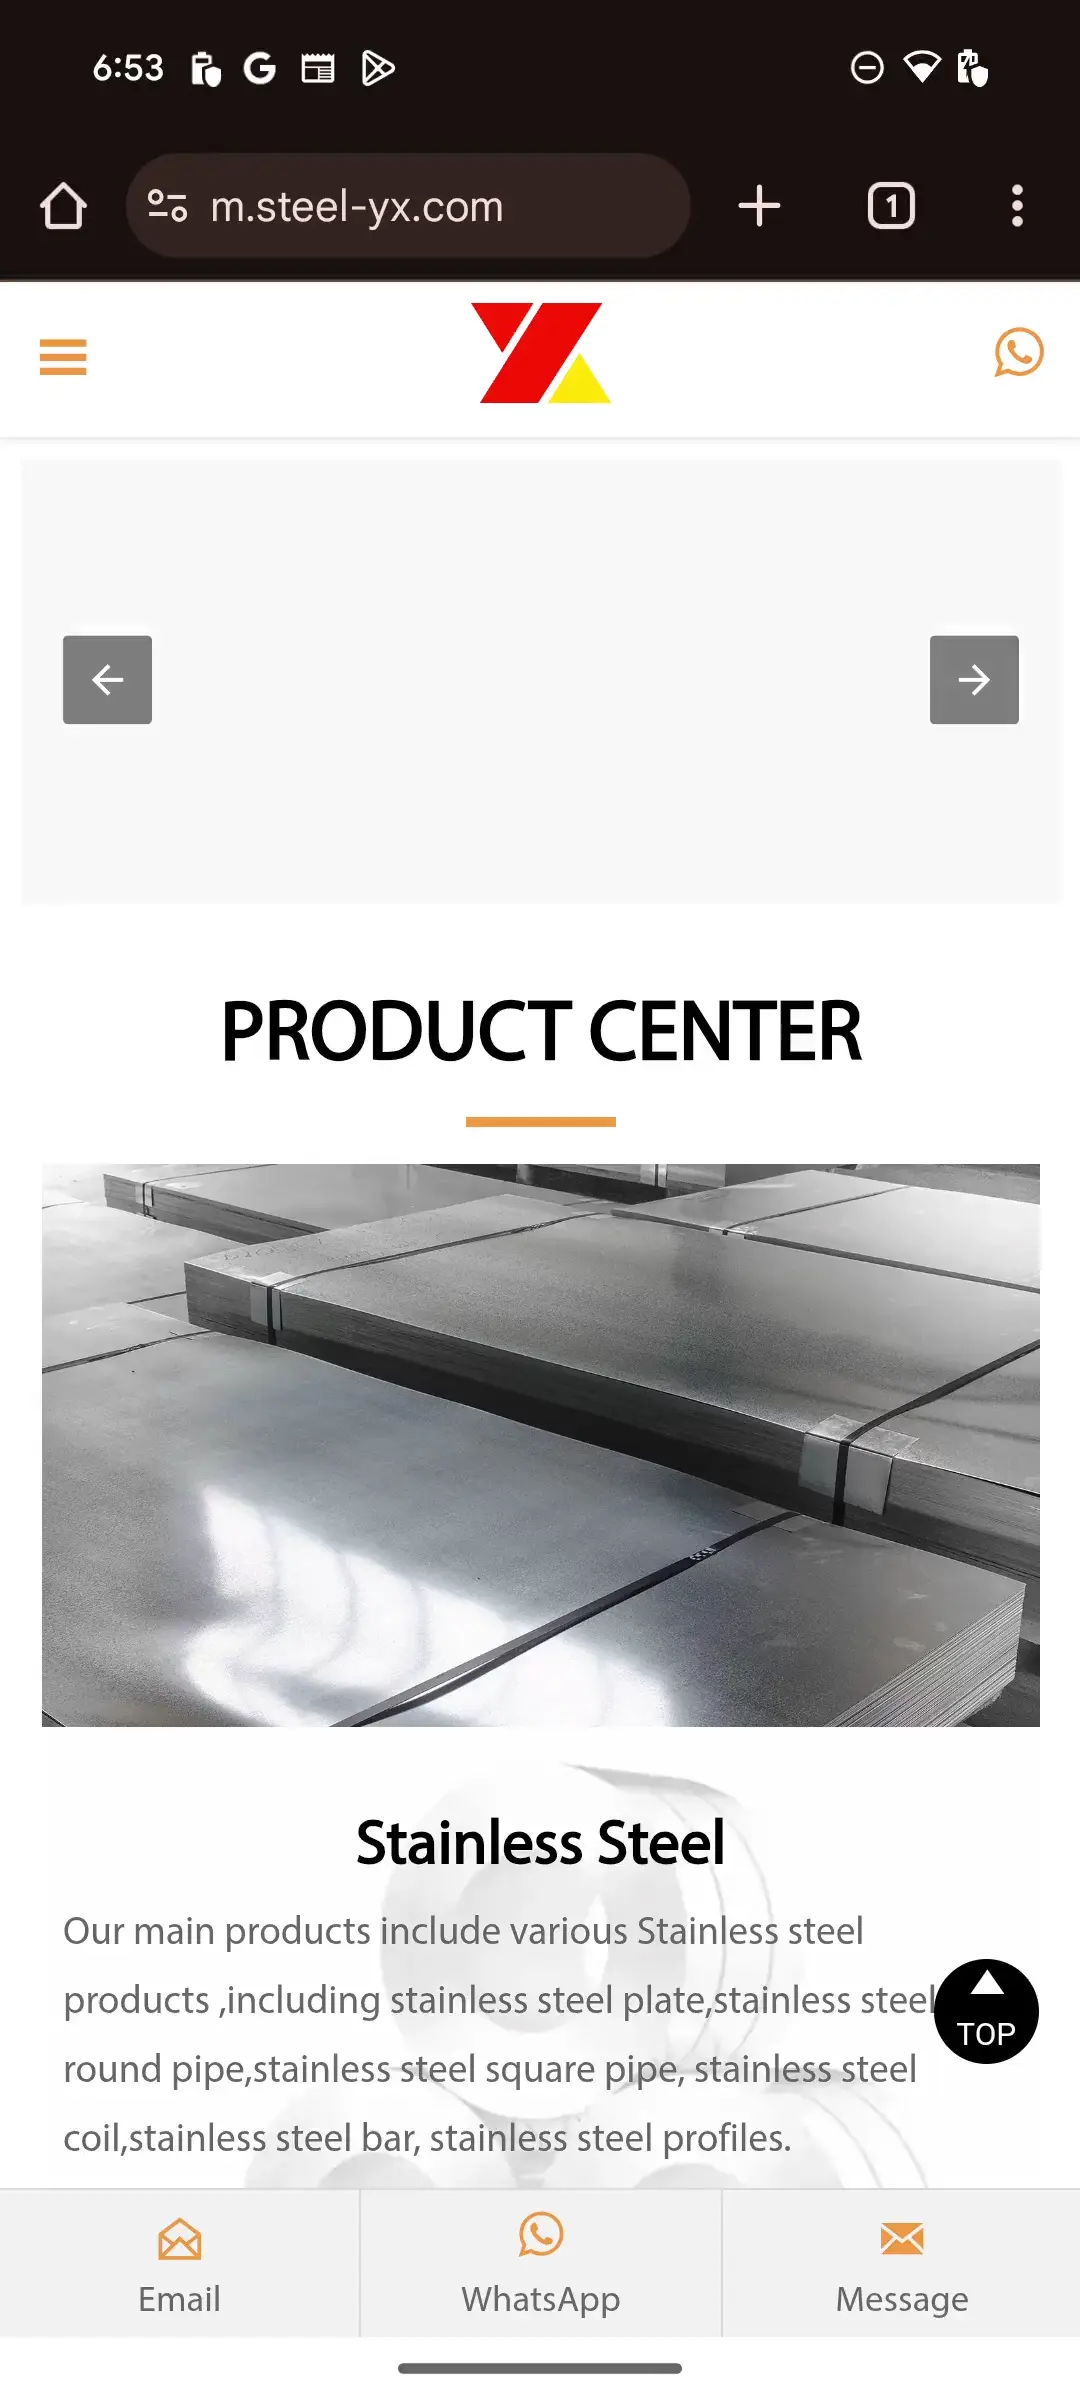 6:53
m.steel-yx.com
1
PRODUCT CENTER
Stainless Steel
Our main products include various Stainless steel
products ,including stainless steel plate,stainless steel
round pipe,stainless steel square pipe, stainless steel
coil,stainless steel bar, stainless steel profiles.
TOP
Email
WhatsApp
Message